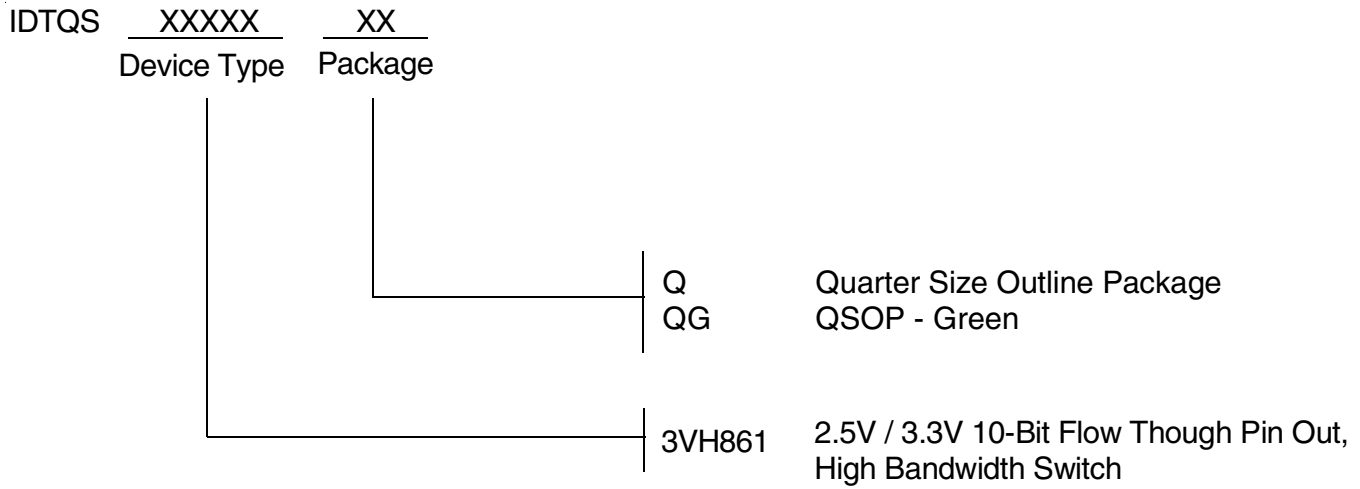 IDTQS XXXXX XX
Device Type Package
Q Quarter Size Outline Package
QG QSOP - Green
3VH861 2.5V / 3.3V 10-Bit Flow Though Pin Out,
High Bandwidth Switch